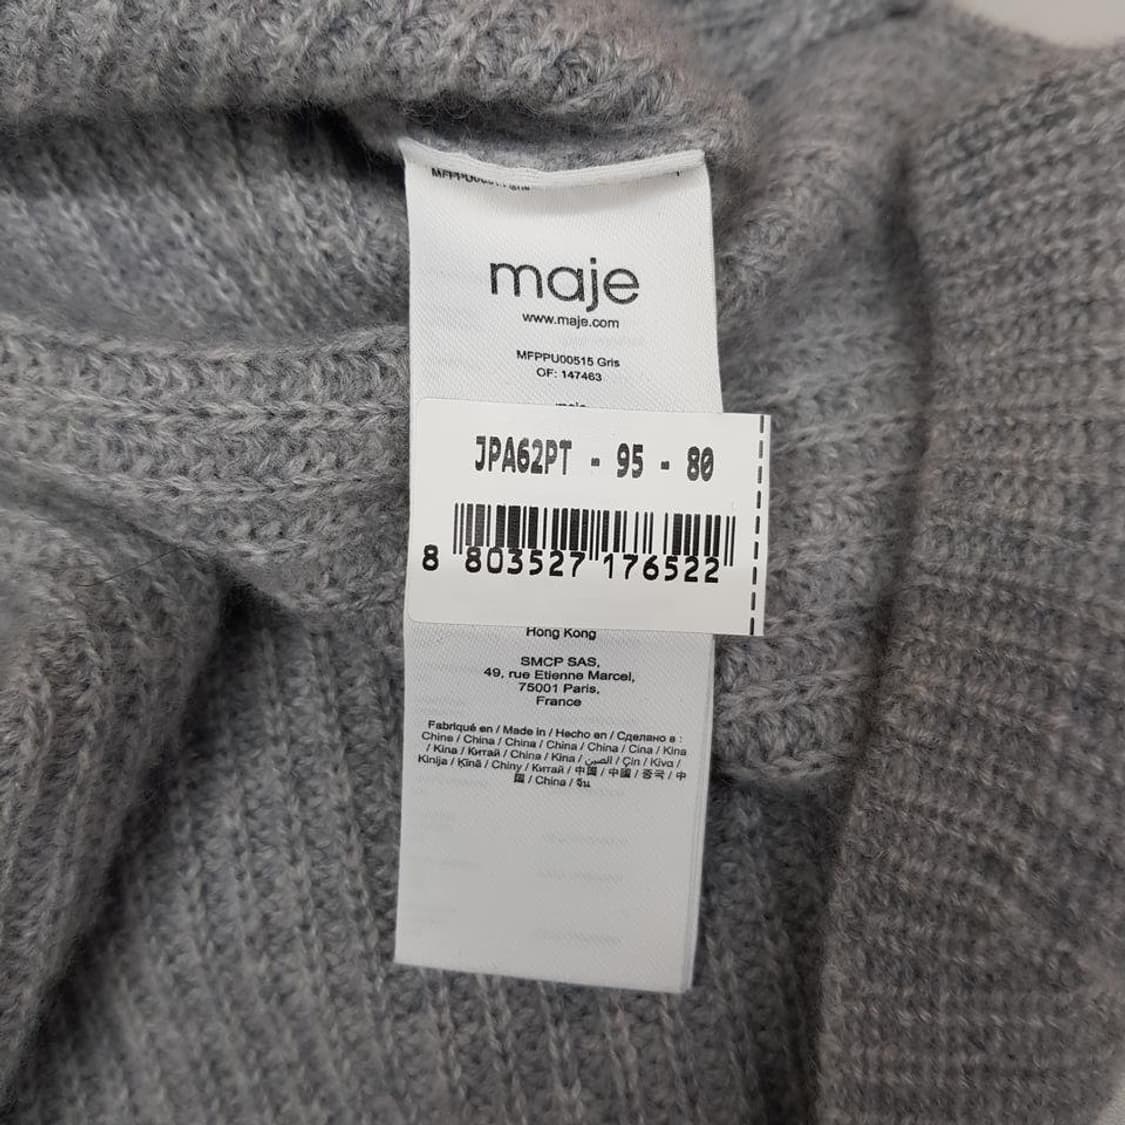 maje
www.maje.com
MFPPU00515 Gris
OF: 147463
JPA62PT - 95 - 80
8 803527 176522
Hong Kong
SMCP SAS,
49, rue Etienne Marcel,
75001 Paris,
France
Fabriqué en / Made in / Hecho en / Сделано в :
Chine / China / China / China / China / Cina / Kina
/ Kina / Китай / China / Kina / الصين / Çin / Κίνα /
Kinija / Ķīnā / Chiny / Китай / 中国 / 中國 / 중국 / 中
国 / China / จีน